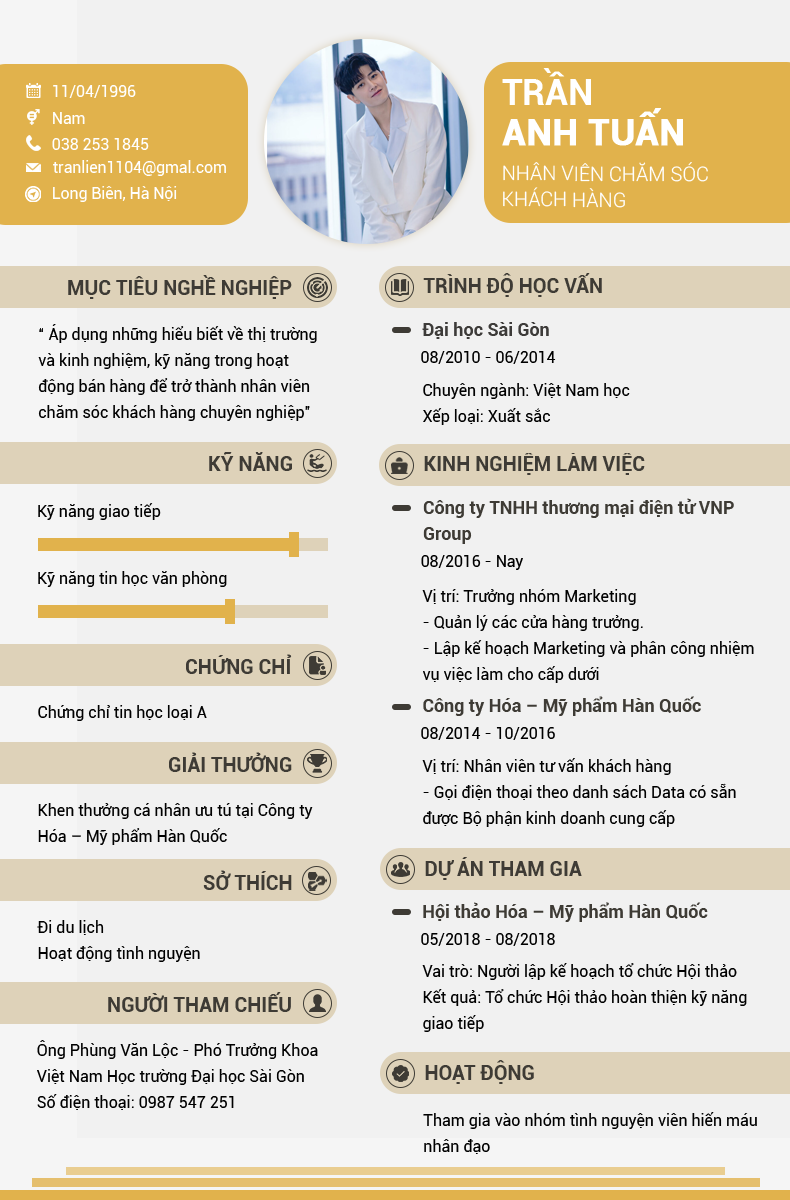 11/04/1996
Nam
038 253 1845
tranlien1104@gmal.com
Long Biên, Hà Nội
TRẦN
ANH TUẤN
NHÂN VIÊN CHĂM SÓC
KHÁCH HÀNG
MỤC TIÊU NGHỀ NGHIỆP
“ Áp dụng những hiểu biết về thị trường
và kinh nghiệm, kỹ năng trong hoạt
động bán hàng để trở thành nhân viên
chăm sóc khách hàng chuyên nghiệp”
KỸ NĂNG
Kỹ năng giao tiếp
Kỹ năng tin học văn phòng
CHỨNG CHỈ
Chứng chỉ tin học loại A
GIẢI THƯỞNG
Khen thưởng cá nhân ưu tú tại Công ty
Hóa – Mỹ phẩm Hàn Quốc
SỞ THÍCH
Đi du lịch
Hoạt động tình nguyện
NGƯỜI THAM CHIẾU
Ông Phùng Văn Lộc - Phó Trưởng Khoa
Việt Nam Học trường Đại học Sài Gòn
Số điện thoại: 0987 547 251
TRÌNH ĐỘ HỌC VẤN
Đại học Sài Gòn
08/2010 - 06/2014
Chuyên ngành: Việt Nam học
Xếp loại: Xuất sắc
KINH NGHIỆM LÀM VIỆC
Công ty TNHH thương mại điện tử VNP
Group
08/2016 - Nay
Vị trí: Trưởng nhóm Marketing
- Quản lý các cửa hàng trưởng.
- Lập kế hoạch Marketing và phân công nhiệm
vụ việc làm cho cấp dưới
Công ty Hóa – Mỹ phẩm Hàn Quốc
08/2014 - 10/2016
Vị trí: Nhân viên tư vấn khách hàng
- Gọi điện thoại theo danh sách Data có sẵn
được Bộ phận kinh doanh cung cấp
DỰ ÁN THAM GIA
Hội thảo Hóa – Mỹ phẩm Hàn Quốc
05/2018 - 08/2018
Vai trò: Người lập kế hoạch tổ chức Hội thảo
Kết quả: Tổ chức Hội thảo hoàn thiện kỹ năng
giao tiếp
HOẠT ĐỘNG
Tham gia vào nhóm tình nguyện viên hiến máu
nhân đạo